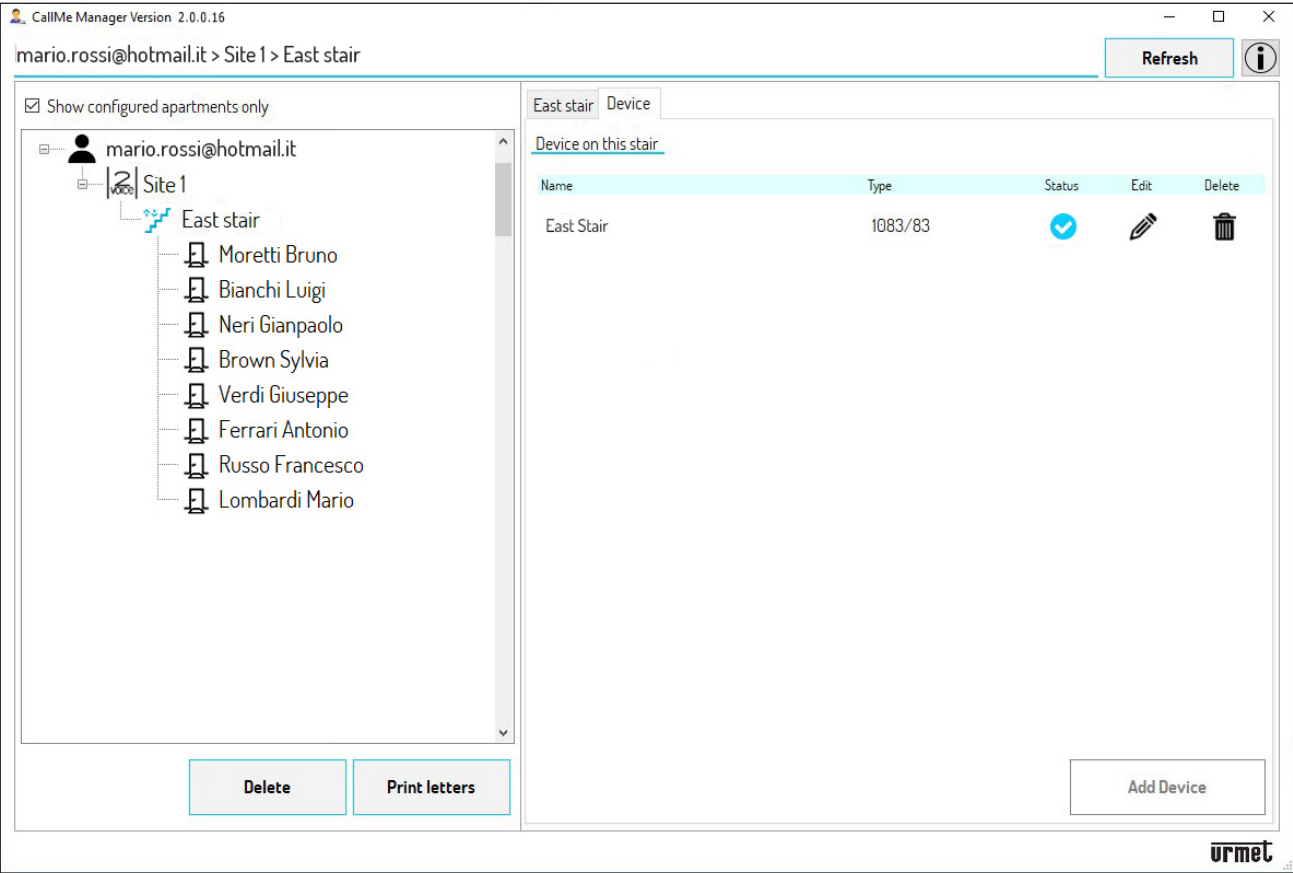 CallMe Manager Version 2.0.0.16
mario.rossi@hotmail.it > Site 1 > East stair
Refresh
Show configured apartments only
mario.rossi@hotmail.it
2 VOICE Site 1
East stair
Moretti Bruno
Bianchi Luigi
Neri Gianpaolo
Brown Sylvia
Verdi Giuseppe
Ferrari Antonio
Russo Francesco
Lombardi Mario
Delete
Print letters
East stair Device
Device on this stair
Name Type Status Edit Delete
East Stair 1083/83
Add Device
urmet